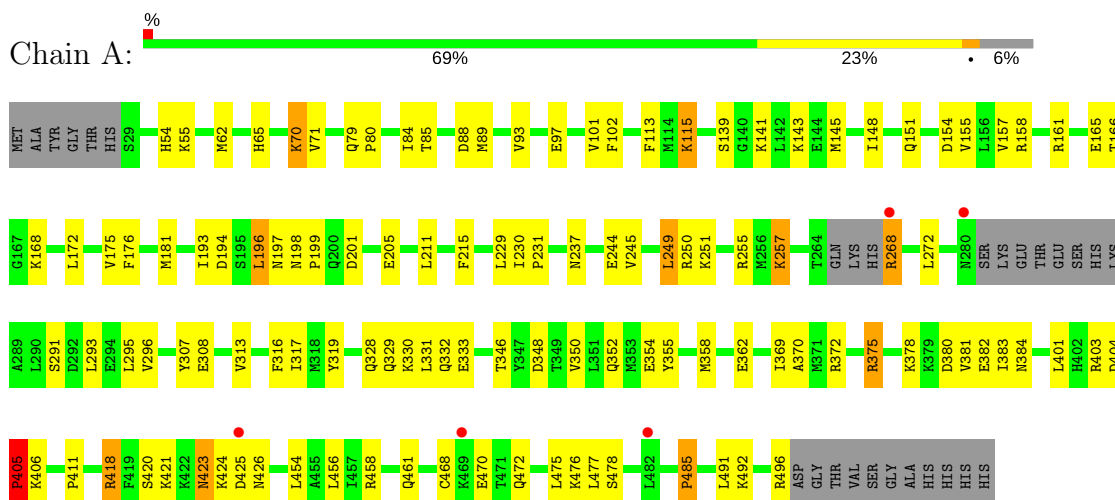 %
Chain A:
69% 23% • 6%
MET ALA TYR GLY THR HIS S29 H54 K55 M62 H65 K70 V71 Q79 P80 I84 T85 D88 M89 V93 E97 V101 F102 F113 M114 K115 S139 G140 K141 L142 K143 E144 M145 I148 Q151 D154 V155 L156 V157 R158 R161 E165 T166
G167 K168 L172 V175 F176 M181 I193 D194 S195 L196 N197 N198 P199 Q200 D201 E205 L211 F215 L229 I230 P231 N237 E244 V245 L249 R250 K251 R255 M256 K257 T264 GLN LYS HIS R268 L272 N280 SER LYS GLU THR GLU SER HIS LYS
A289 L290 S291 D292 L293 E294 L295 V296 Y307 E308 V313 F316 I317 M318 Y319 Q328 Q329 K330 L331 Q332 E333 T346 Y347 D348 T349 V350 L351 Q352 M353 E354 Y355 M358 E362 I369 A370 M371 R372 R375 K378 K379 D380 V381 E382 I383 N384 L401 H402 R403 D404
P405 K406 P411 R418 F419 S420 K421 K422 N423 K424 D425 N426 L454 A455 L456 I457 R458 Q461 C468 K469 E470 T471 Q472 L475 K476 L477 S478 L482 P485 L491 K492 R496 ASP GLY THR VAL SER GLY ALA HIS HIS HIS HIS